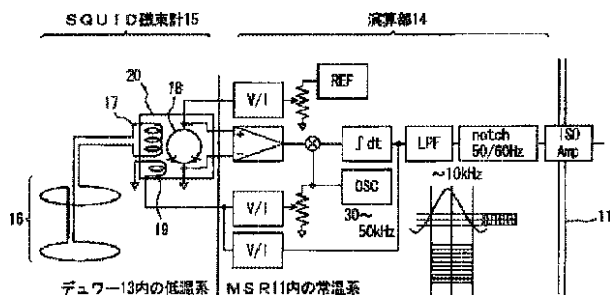 SQUID磁束計15
演算部14
20
18
17
V/I
REF
+
−
∫dt
LPF
notch
50/60Hz
ISO
Amp
16
19
V/I
OSC
30～
50kHz
～10kHz
V/I
11
デュワー13内の低温系
MSR11内の常温系